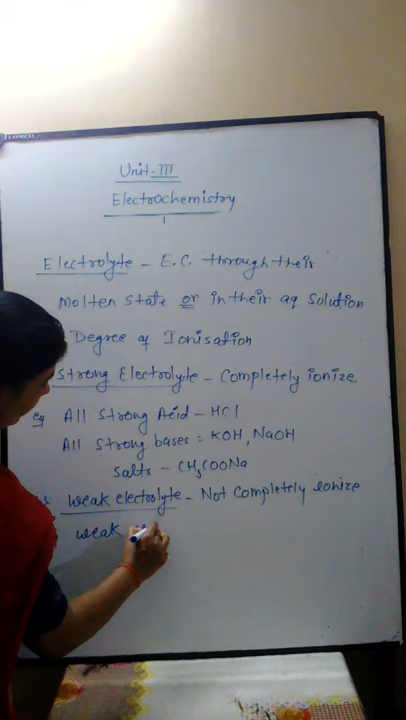 EXPRESS
Unit-III
Electrochemistry
Electrolyte - E.C. through their
Molten state or in their aq solution
Degree of Ionisation
Strong Electrolyte - Completely ionize
eg All Strong Acid - HCl
All Strong bases = KOH, NaOH
Salts - CH3COONa
Weak electrolyte - Not Completely ionize
weak